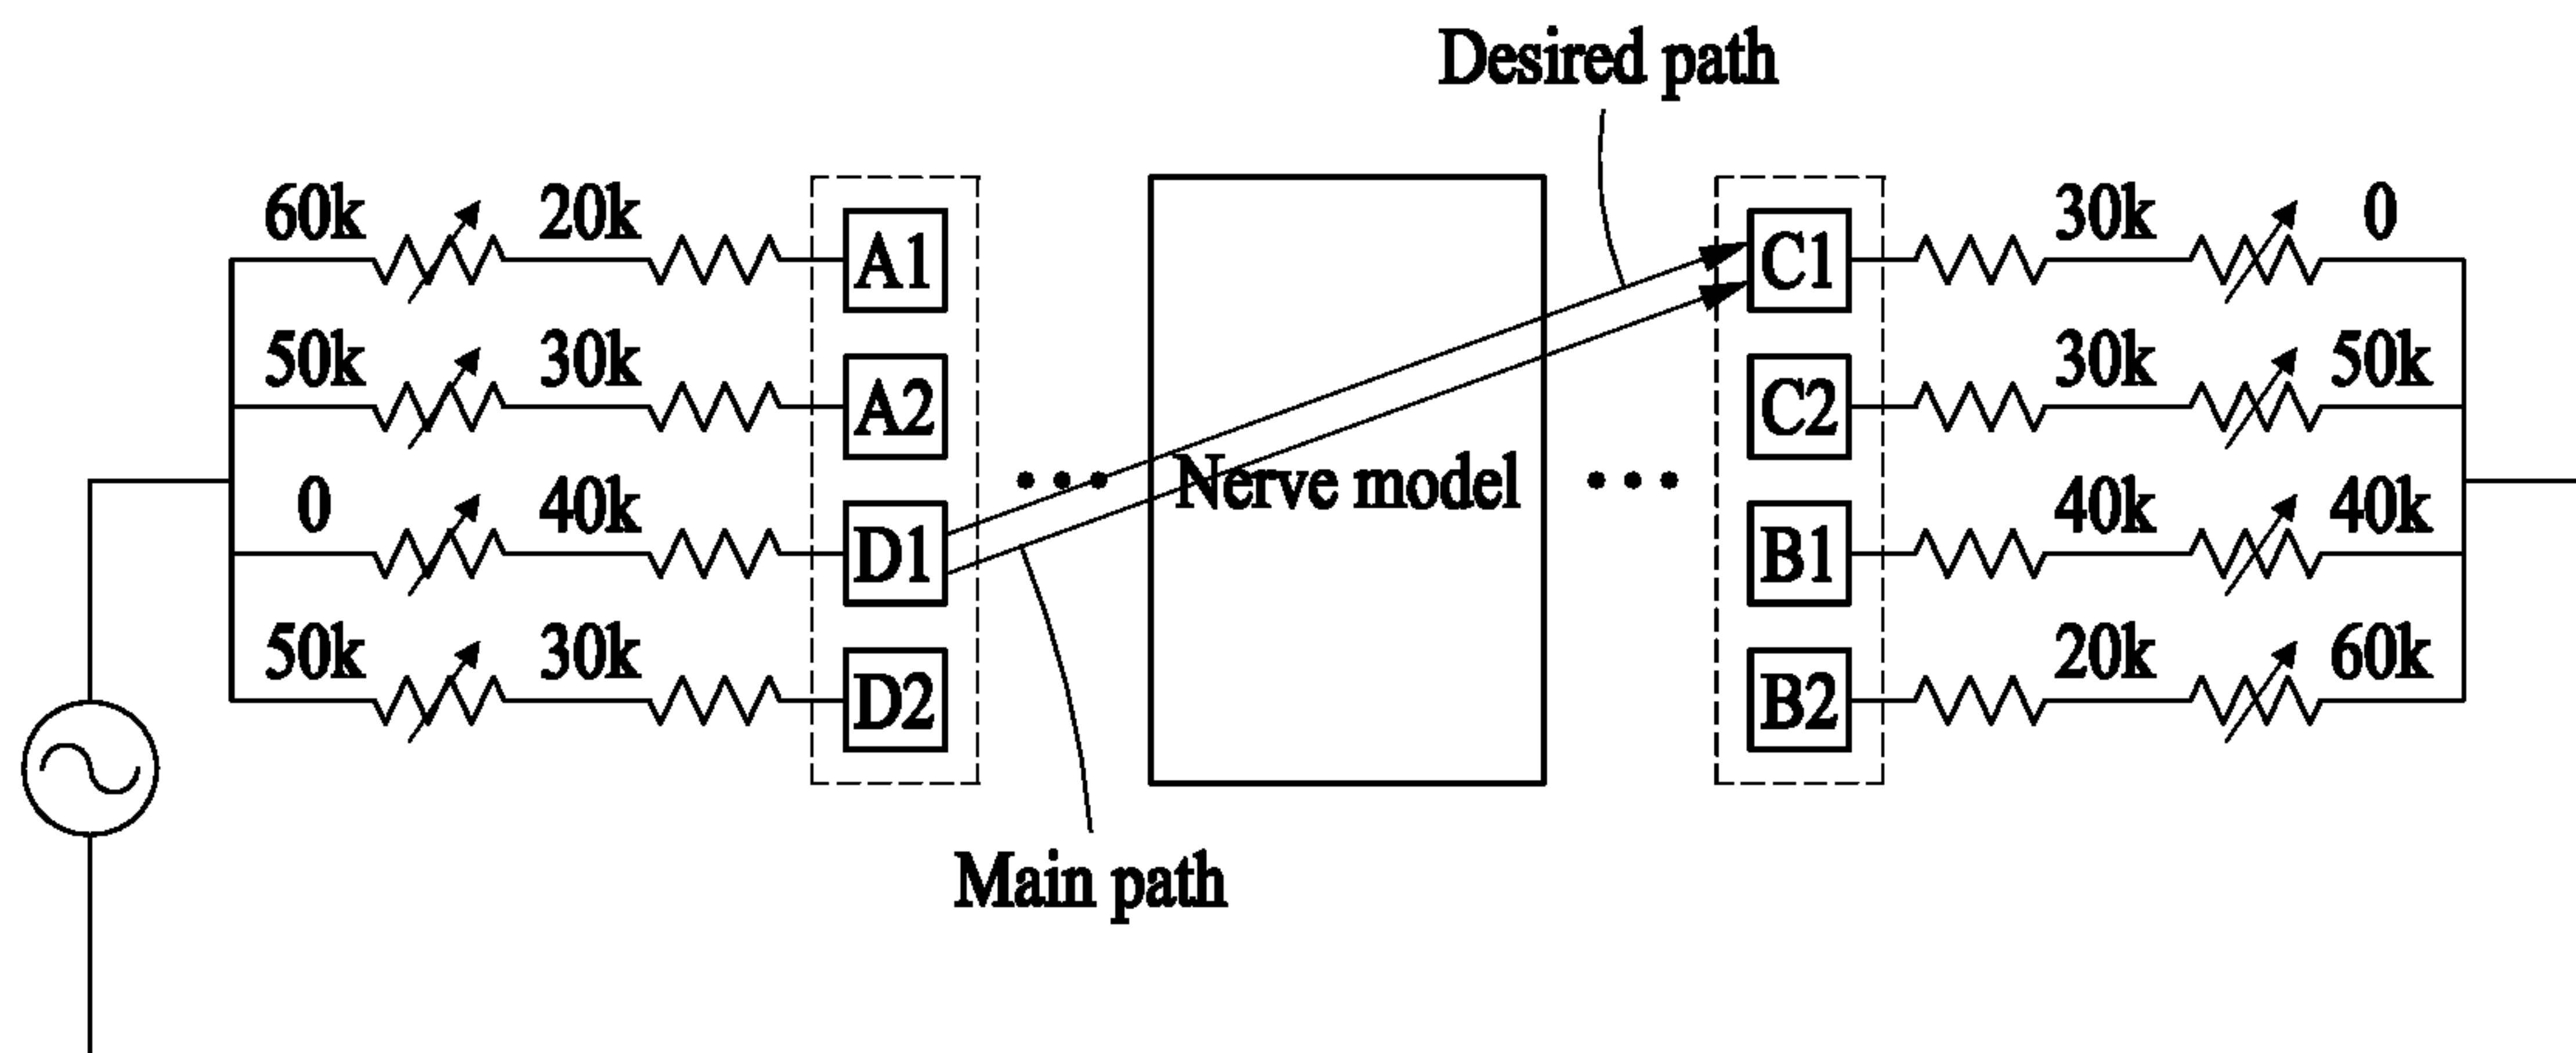 Desired path
60k 20k A1 C1 30k 0
50k 30k A2 C2 30k 50k
Nerve model
0 40k D1 B1 40k 40k
50k 30k D2 B2 20k 60k
Main path